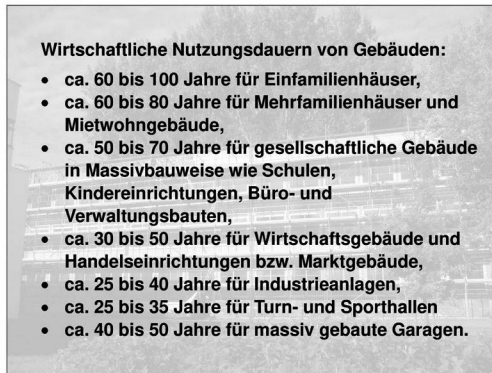 Wirtschaftliche Nutzungsdauern von Gebäuden:
• ca. 60 bis 100 Jahre für Einfamilienhäuser,
• ca. 60 bis 80 Jahre für Mehrfamilienhäuser und
Mietwohngebäude,
• ca. 50 bis 70 Jahre für gesellschaftliche Gebäude
in Massivbauweise wie Schulen,
Kindereinrichtungen, Büro- und
Verwaltungsbauten,
• ca. 30 bis 50 Jahre für Wirtschaftsgebäude und
Handelseinrichtungen bzw. Marktgebäude,
• ca. 25 bis 40 Jahre für Industrieanlagen,
• ca. 25 bis 35 Jahre für Turn- und Sporthallen
• ca. 40 bis 50 Jahre für massiv gebaute Garagen.